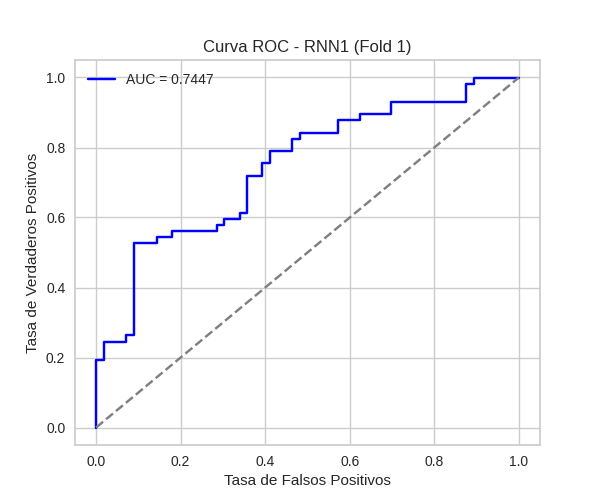 Curva ROC - RNN1 (Fold 1)
AUC = 0.7447
Tasa de Verdaderos Positivos
1.0
0.8
0.6
0.4
0.2
0.0
0.0 0.2 0.4 0.6 0.8 1.0
Tasa de Falsos Positivos